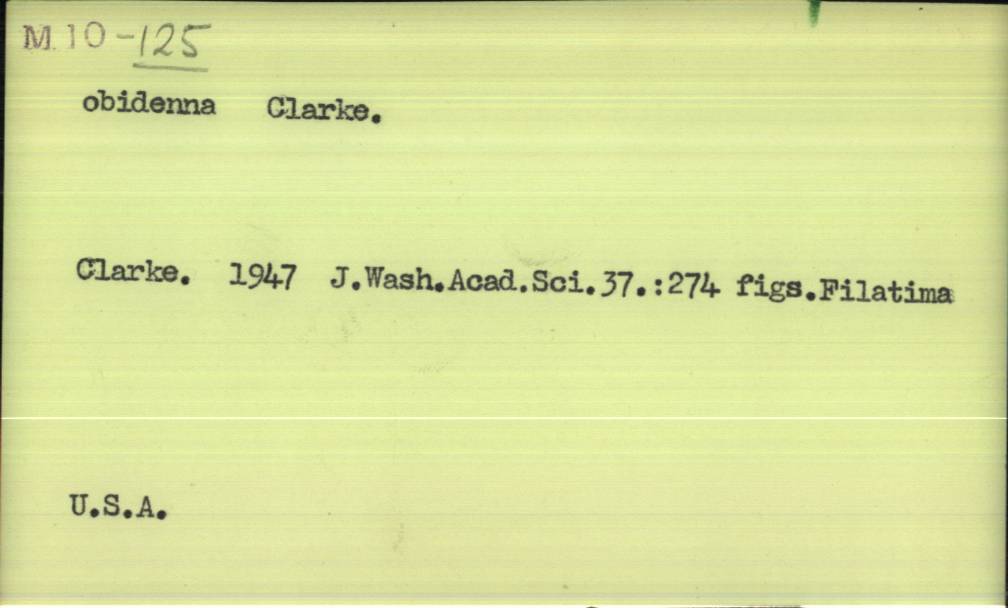 M 10-125
obidenna Clarke.
Clarke. 1947 J.Wash.Acad.Sci.37.:274 figs.Filatima
U.S.A.